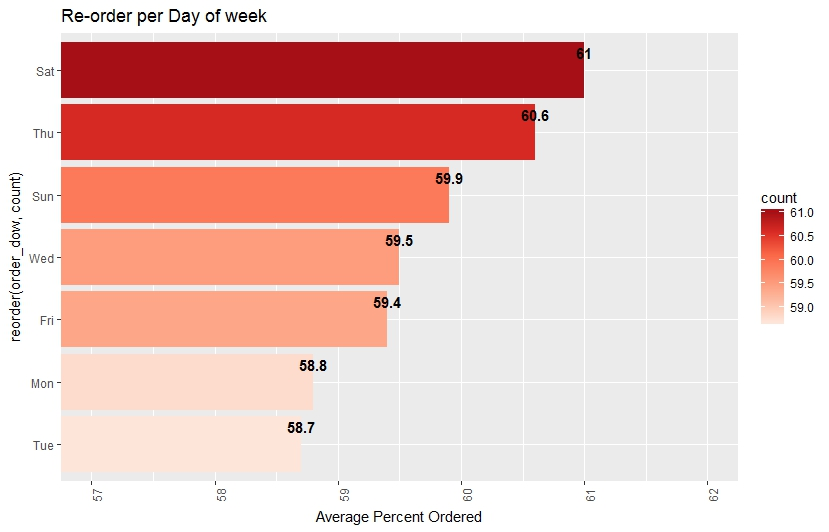 Re-order per Day of week
reorder(order_dow, count)
Sat 61
Thu 60.6
Sun 59.9
Wed 59.5
Fri 59.4
Mon 58.8
Tue 58.7
57 58 59 60 61 62
Average Percent Ordered
count
61.0
60.5
60.0
59.5
59.0